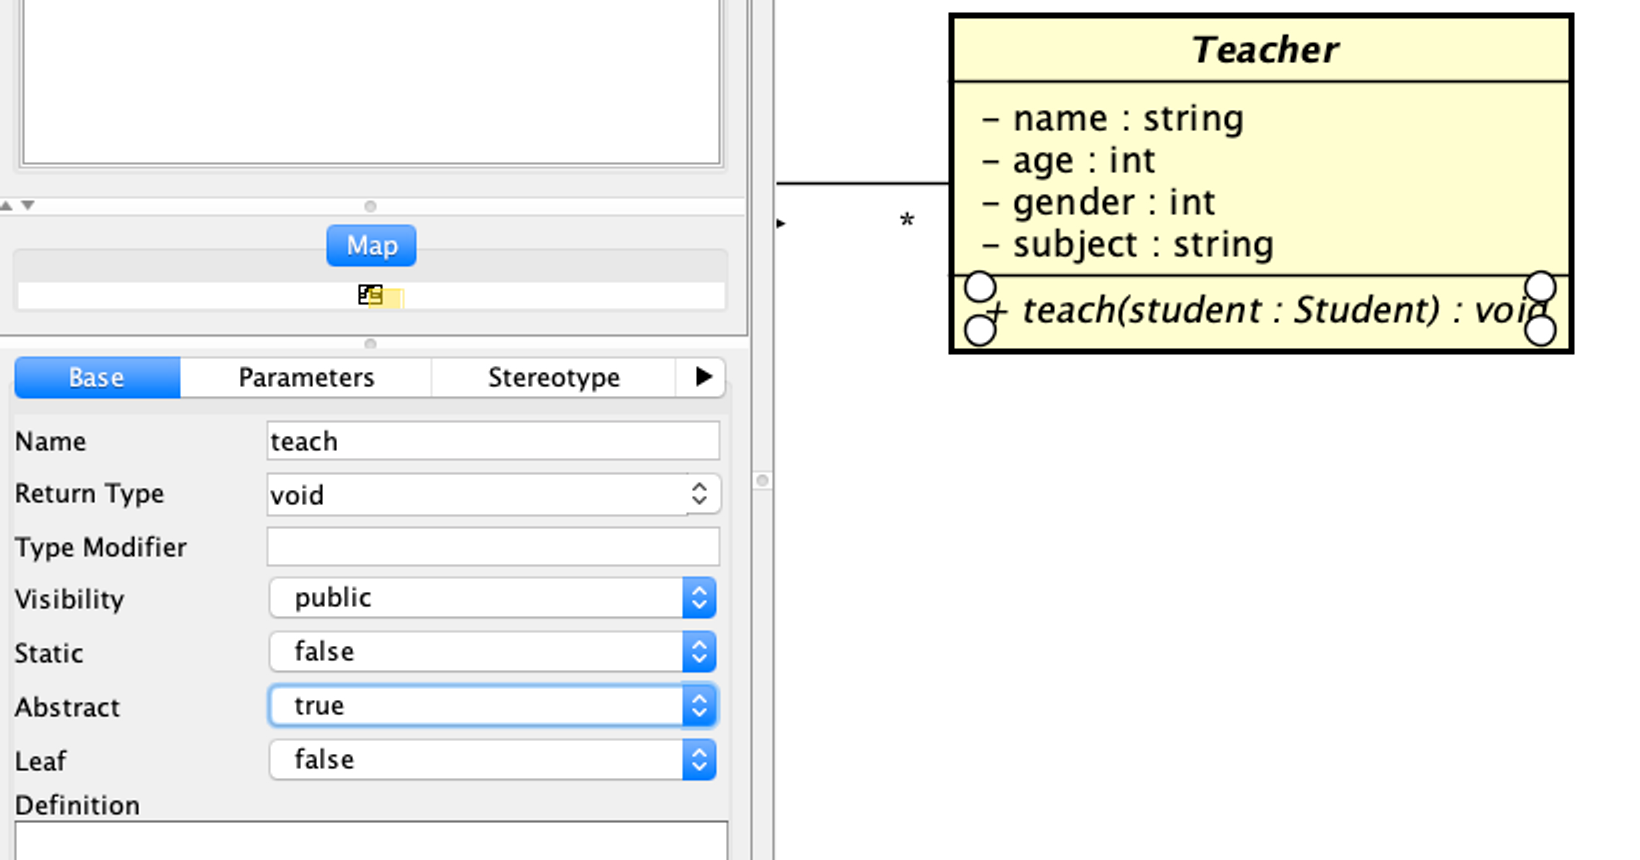 Map
Base Parameters Stereotype
Name teach
Return Type void
Type Modifier
Visibility public
Static false
Abstract true
Leaf false
Definition
*
Teacher
– name : string
– age : int
– gender : int
– subject : string
+ teach(student : Student) : void